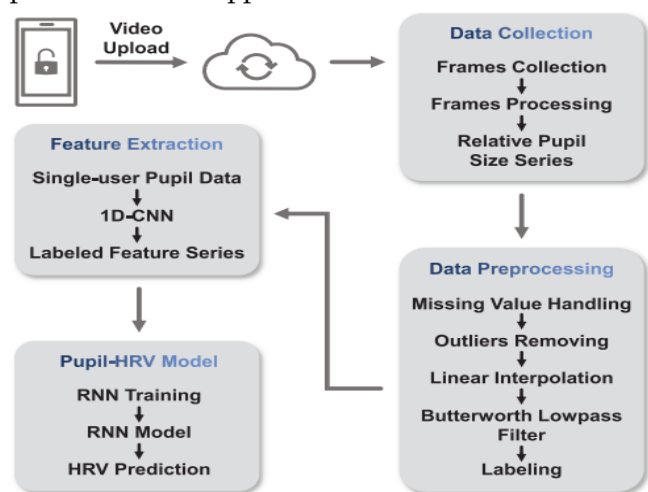 Video
Upload
Data Collection
Frames Collection
Frames Processing
Relative Pupil
Size Series
Feature Extraction
Single-user Pupil Data
1D-CNN
Labeled Feature Series
Data Preprocessing
Missing Value Handling
Outliers Removing
Linear Interpolation
Butterworth Lowpass
Filter
Labeling
Pupil-HRV Model
RNN Training
RNN Model
HRV Prediction